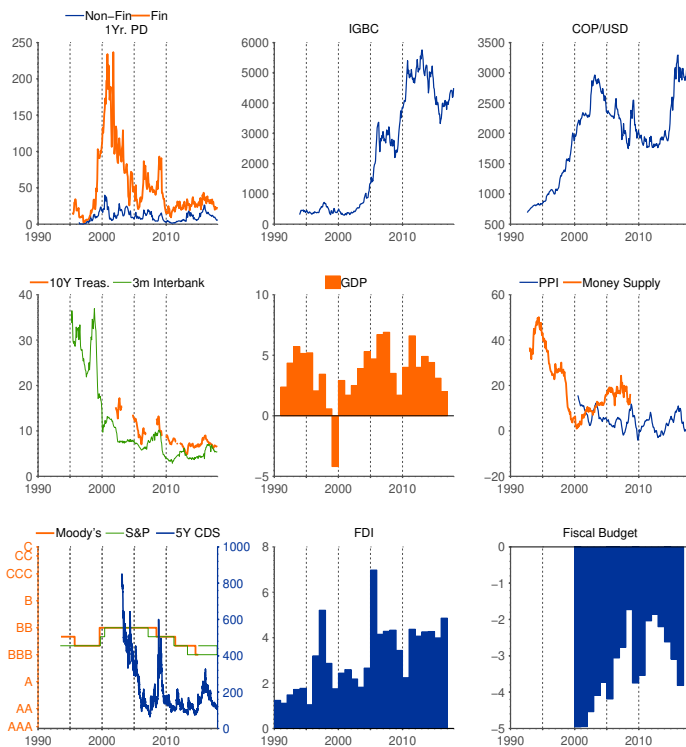 Non−Fin Fin
1Yr. PD
250
200
150
100
50
0
1990 2000 2010
IGBC
6000
5000
4000
3000
2000
1000
0
1990 2000 2010
COP/USD
3500
3000
2500
2000
1500
1000
500
1990 2000 2010
10Y Treas. 3m Interbank
40
30
20
10
0
1990 2000 2010
GDP
10
5
0
−5
1990 2000 2010
PPI Money Supply
60
40
20
0
−20
1990 2000 2010
Moody's S&P 5Y CDS
C
CC
CCC
B
BB
BBB
A
AA
AAA
1000
800
600
400
200
0
1990 2000 2010
FDI
8
6
4
2
0
1990 2000 2010
Fiscal Budget
0
−1
−2
−3
−4
−5
1990 2000 2010